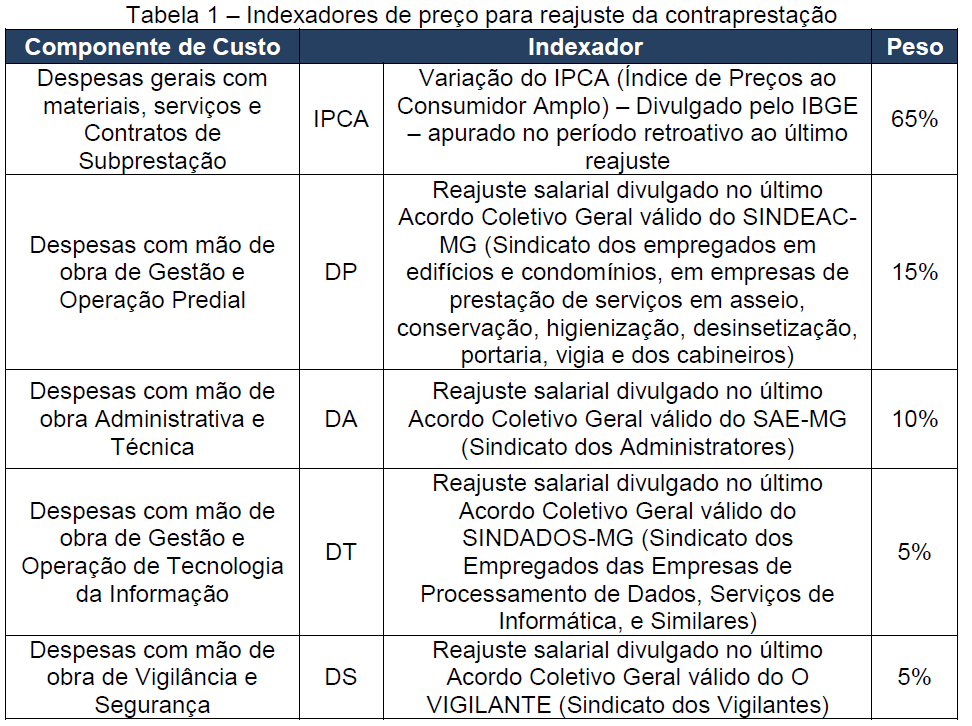 Tabela 1 – Indexadores de preço para reajuste da contraprestação
Componente de Custo
Indexador
Peso
Despesas gerais com
materiais, serviços e
Contratos de
Subprestação
IPCA
Variação do IPCA (Índice de Preços ao
Consumidor Amplo) – Divulgado pelo IBGE
– apurado no período retroativo ao último
reajuste
65%
Despesas com mão de
obra de Gestão e
Operação Predial
DP
Reajuste salarial divulgado no último
Acordo Coletivo Geral válido do SINDEAC-
MG (Sindicato dos empregados em
edifícios e condomínios, em empresas de
prestação de serviços em asseio,
conservação, higienização, desinsetização,
portaria, vigia e dos cabineiros)
15%
Despesas com mão de
obra Administrativa e
Técnica
DA
Reajuste salarial divulgado no último
Acordo Coletivo Geral válido do SAE-MG
(Sindicato dos Administratores)
10%
Despesas com mão de
obra de Gestão e
Operação de Tecnologia
da Informação
DT
Reajuste salarial divulgado no último
Acordo Coletivo Geral válido do
SINDADOS-MG (Sindicato dos
Empregados das Empresas de
Processamento de Dados, Serviços de
Informática, e Similares)
5%
Despesas com mão de
obra de Vigilância e
Segurança
DS
Reajuste salarial divulgado no último
Acordo Coletivo Geral válido do O
VIGILANTE (Sindicato dos Vigilantes)
5%